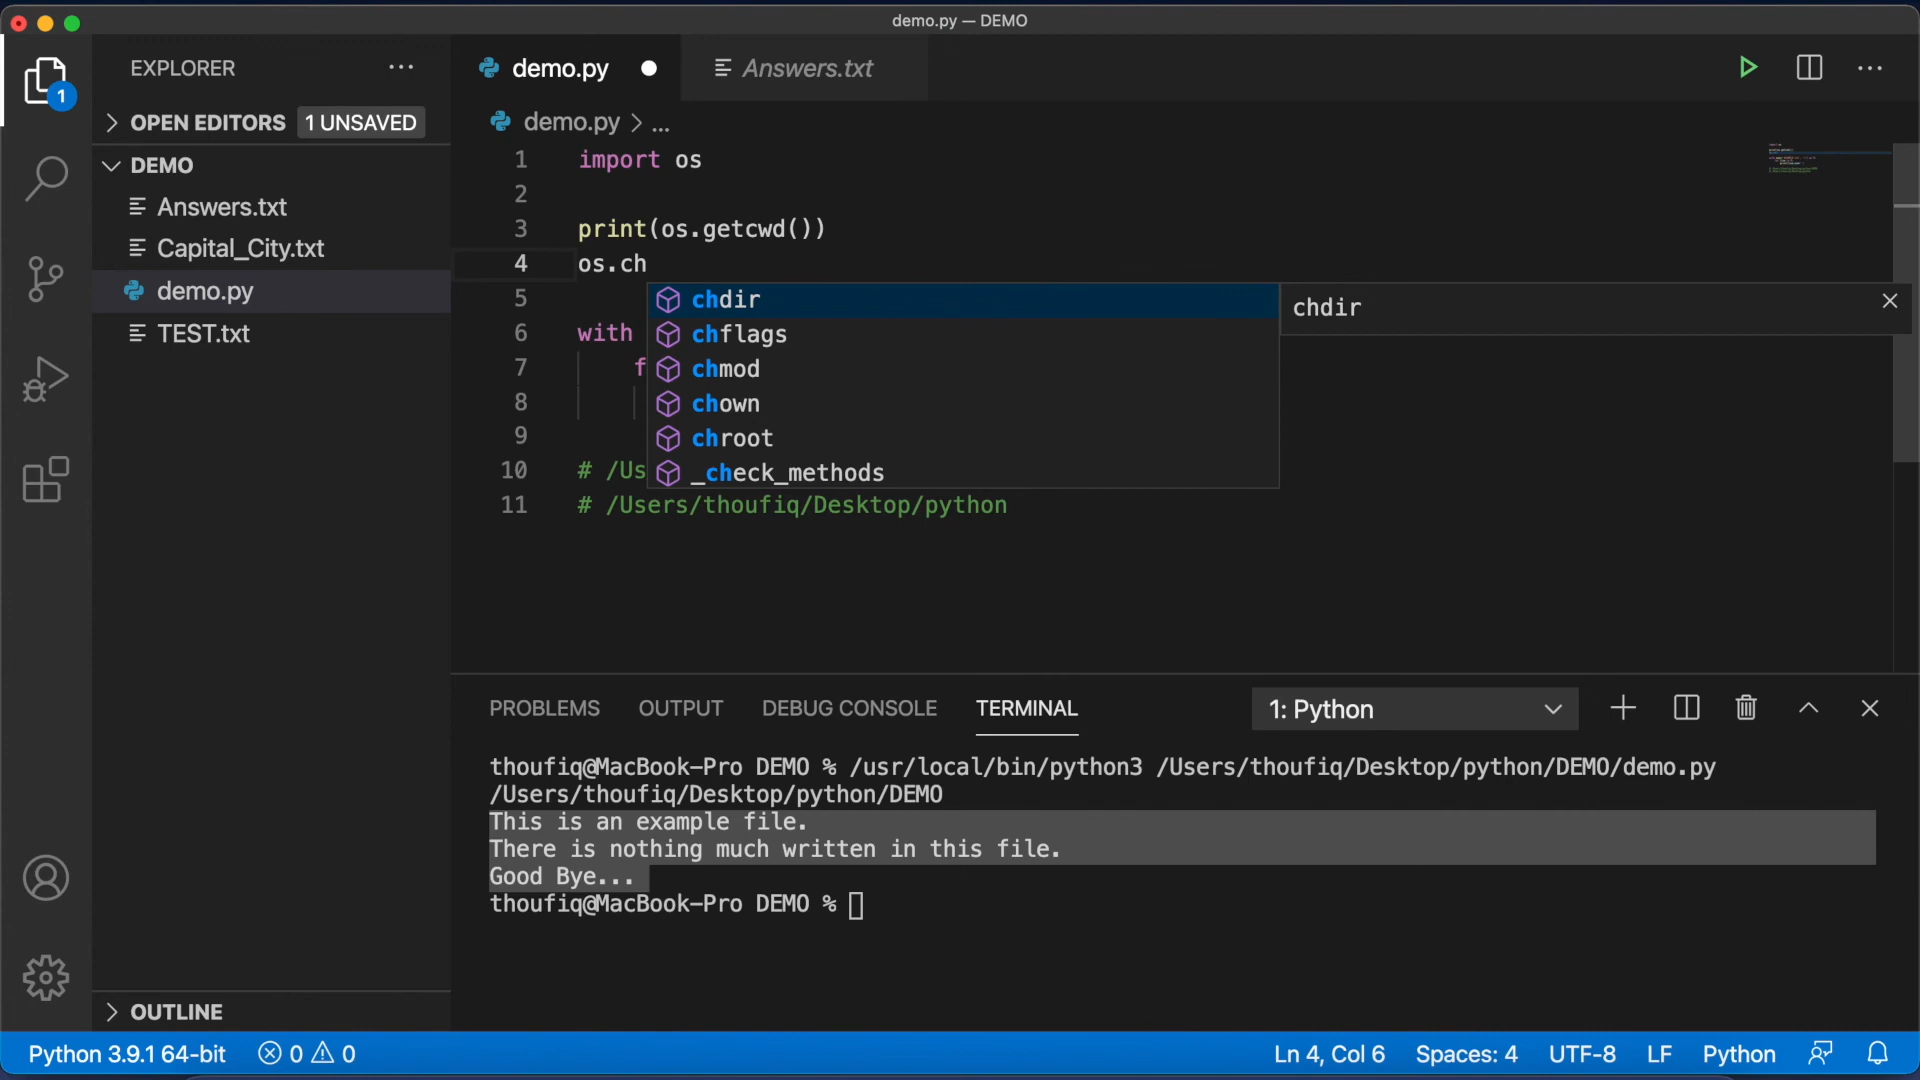 demo.py — DEMO
EXPLORER
1
OPEN EDITORS 1 UNSAVED
DEMO
Answers.txt
Capital_City.txt
demo.py
TEST.txt
OUTLINE
demo.py
Answers.txt
demo.py > ...
1 import os
2
3 print(os.getcwd())
4 os.ch
5
6 with
7 f
8
9
10 # /Us
11 # /Users/thoufiq/Desktop/python
chdir
chflags
chmod
chown
chroot
_check_methods
chdir
PROBLEMS OUTPUT DEBUG CONSOLE TERMINAL 1: Python
thoufiq@MacBook-Pro DEMO % /usr/local/bin/python3 /Users/thoufiq/Desktop/python/DEMO/demo.py
/Users/thoufiq/Desktop/python/DEMO
This is an example file.
There is nothing much written in this file.
Good Bye...
thoufiq@MacBook-Pro DEMO %
Python 3.9.1 64-bit 0 0 Ln 4, Col 6 Spaces: 4 UTF-8 LF Python